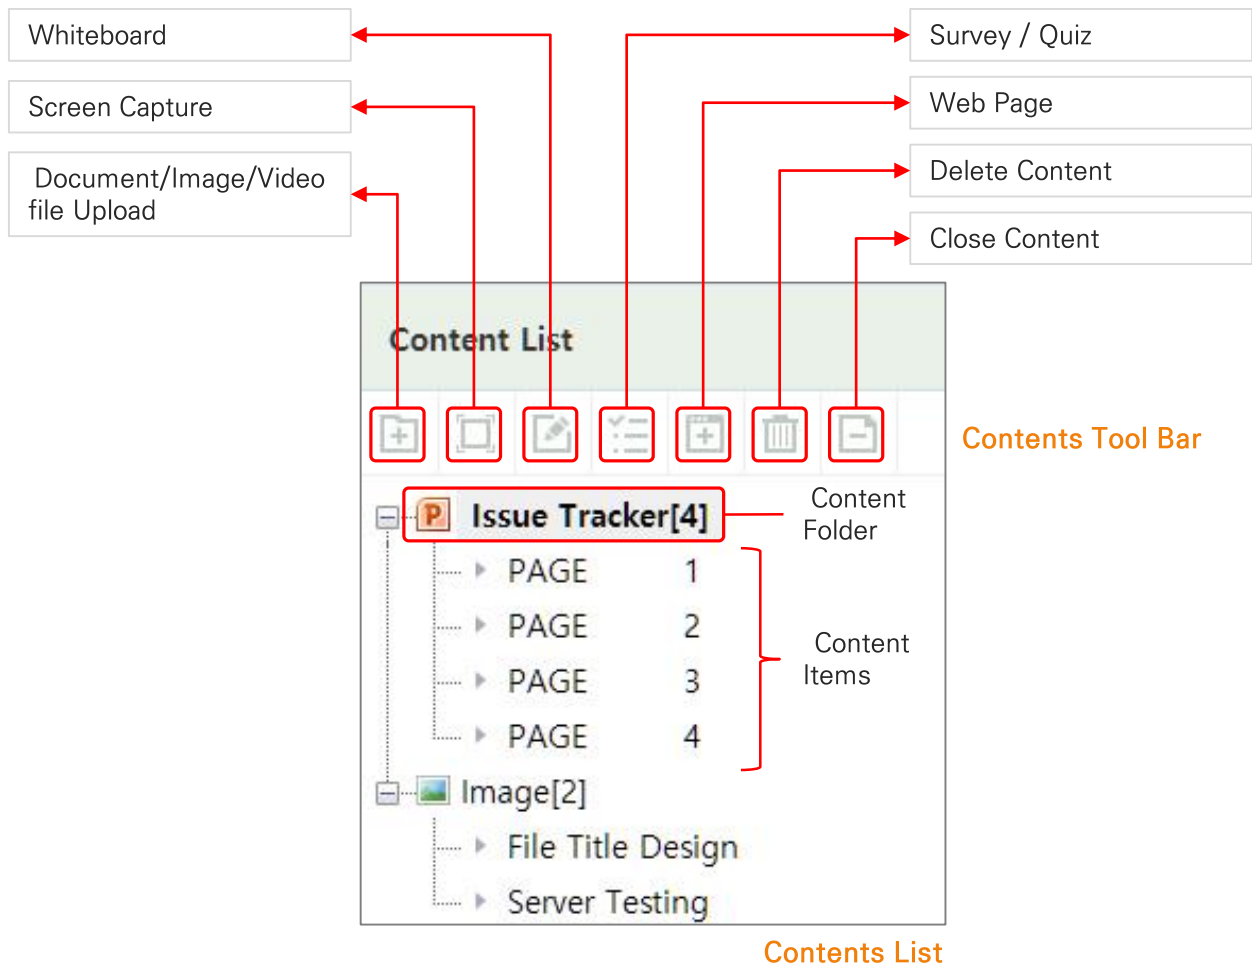 Whiteboard
Screen Capture
Document/Image/Video
file Upload
Survey / Quiz
Web Page
Delete Content
Close Content
Content List
Contents Tool Bar
Issue Tracker[4]
Content
Folder
PAGE 1
PAGE 2
PAGE 3
PAGE 4
Content
Items
Image[2]
File Title Design
Server Testing
Contents List